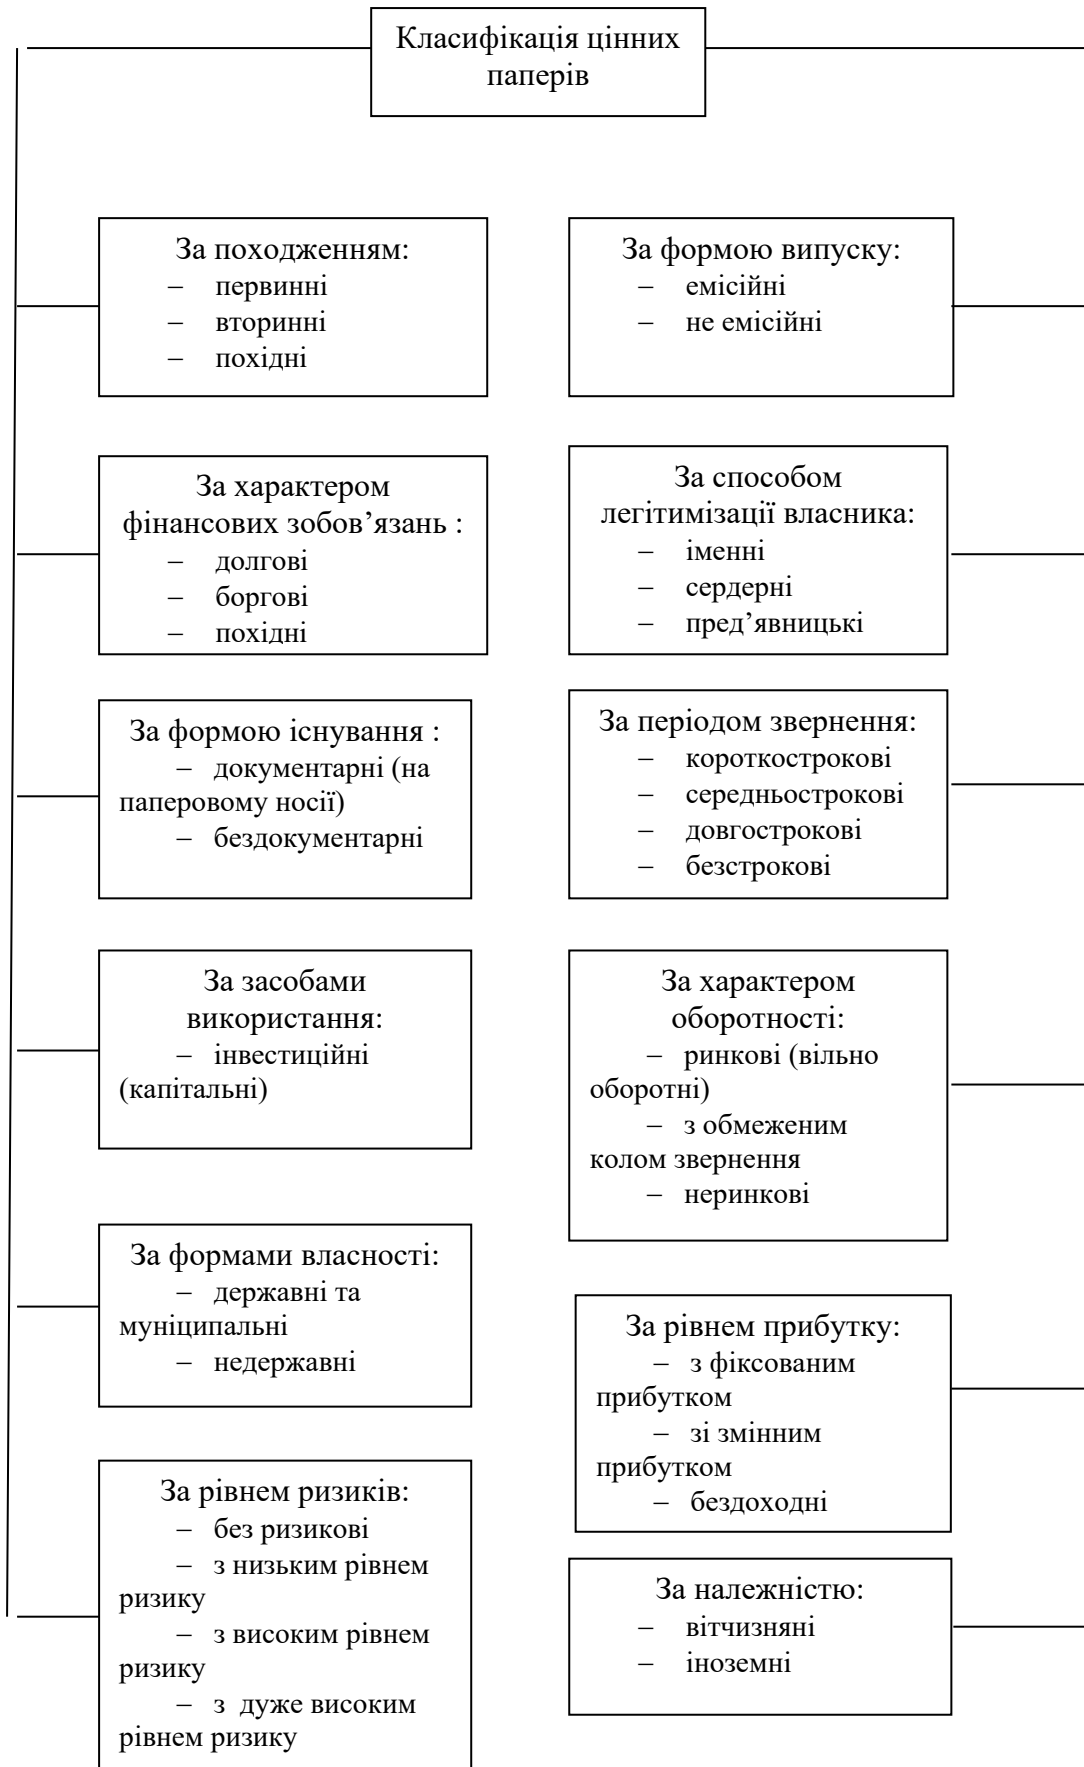 Класифікація цінних
паперів
За походженням:
– первинні
– вторинні
– похідні
За формою випуску:
– емісійні
– не емісійні
За характером
фінансових зобов’язань :
– долгові
– боргові
– похідні
За способом
легітимізації власника:
– іменні
– сердерні
– пред’явницькі
За формою існування :
– документарні (на
паперовому носії)
– бездокументарні
За періодом звернення:
– короткострокові
– середньострокові
– довгострокові
– безстрокові
За засобами
використання:
– інвестиційні
(капітальні)
За характером
оборотності:
– ринкові (вільно
оборотні)
– з обмеженим
колом звернення
– неринкові
За формами власності:
– державні та
муніципальні
– недержавні
За рівнем прибутку:
– з фіксованим
прибутком
– зі змінним
прибутком
– бездоходні
За рівнем ризиків:
– без ризикові
– з низьким рівнем
ризику
– з високим рівнем
ризику
– з дуже високим
рівнем ризику
За належністю:
– вітчизняні
– іноземні